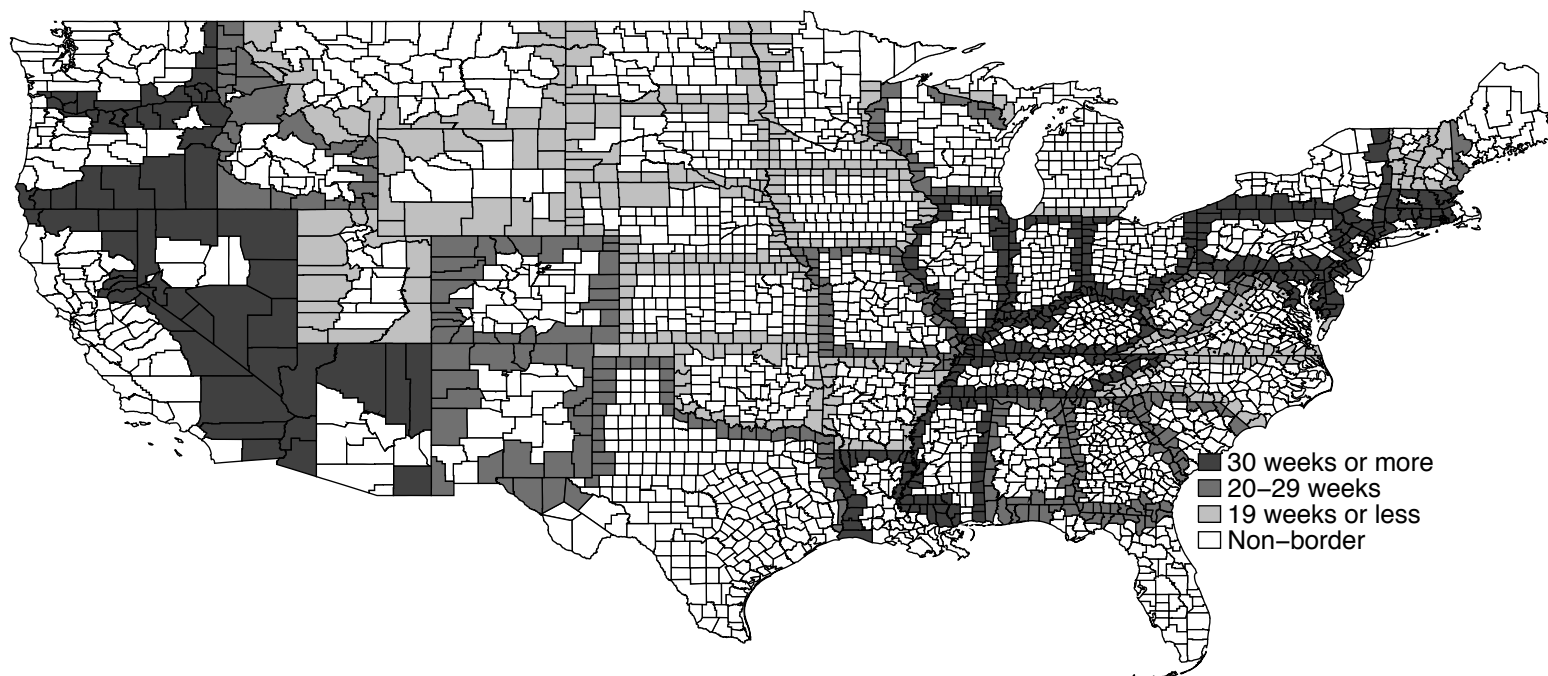 30 weeks or more
20−29 weeks
19 weeks or less
Non−border